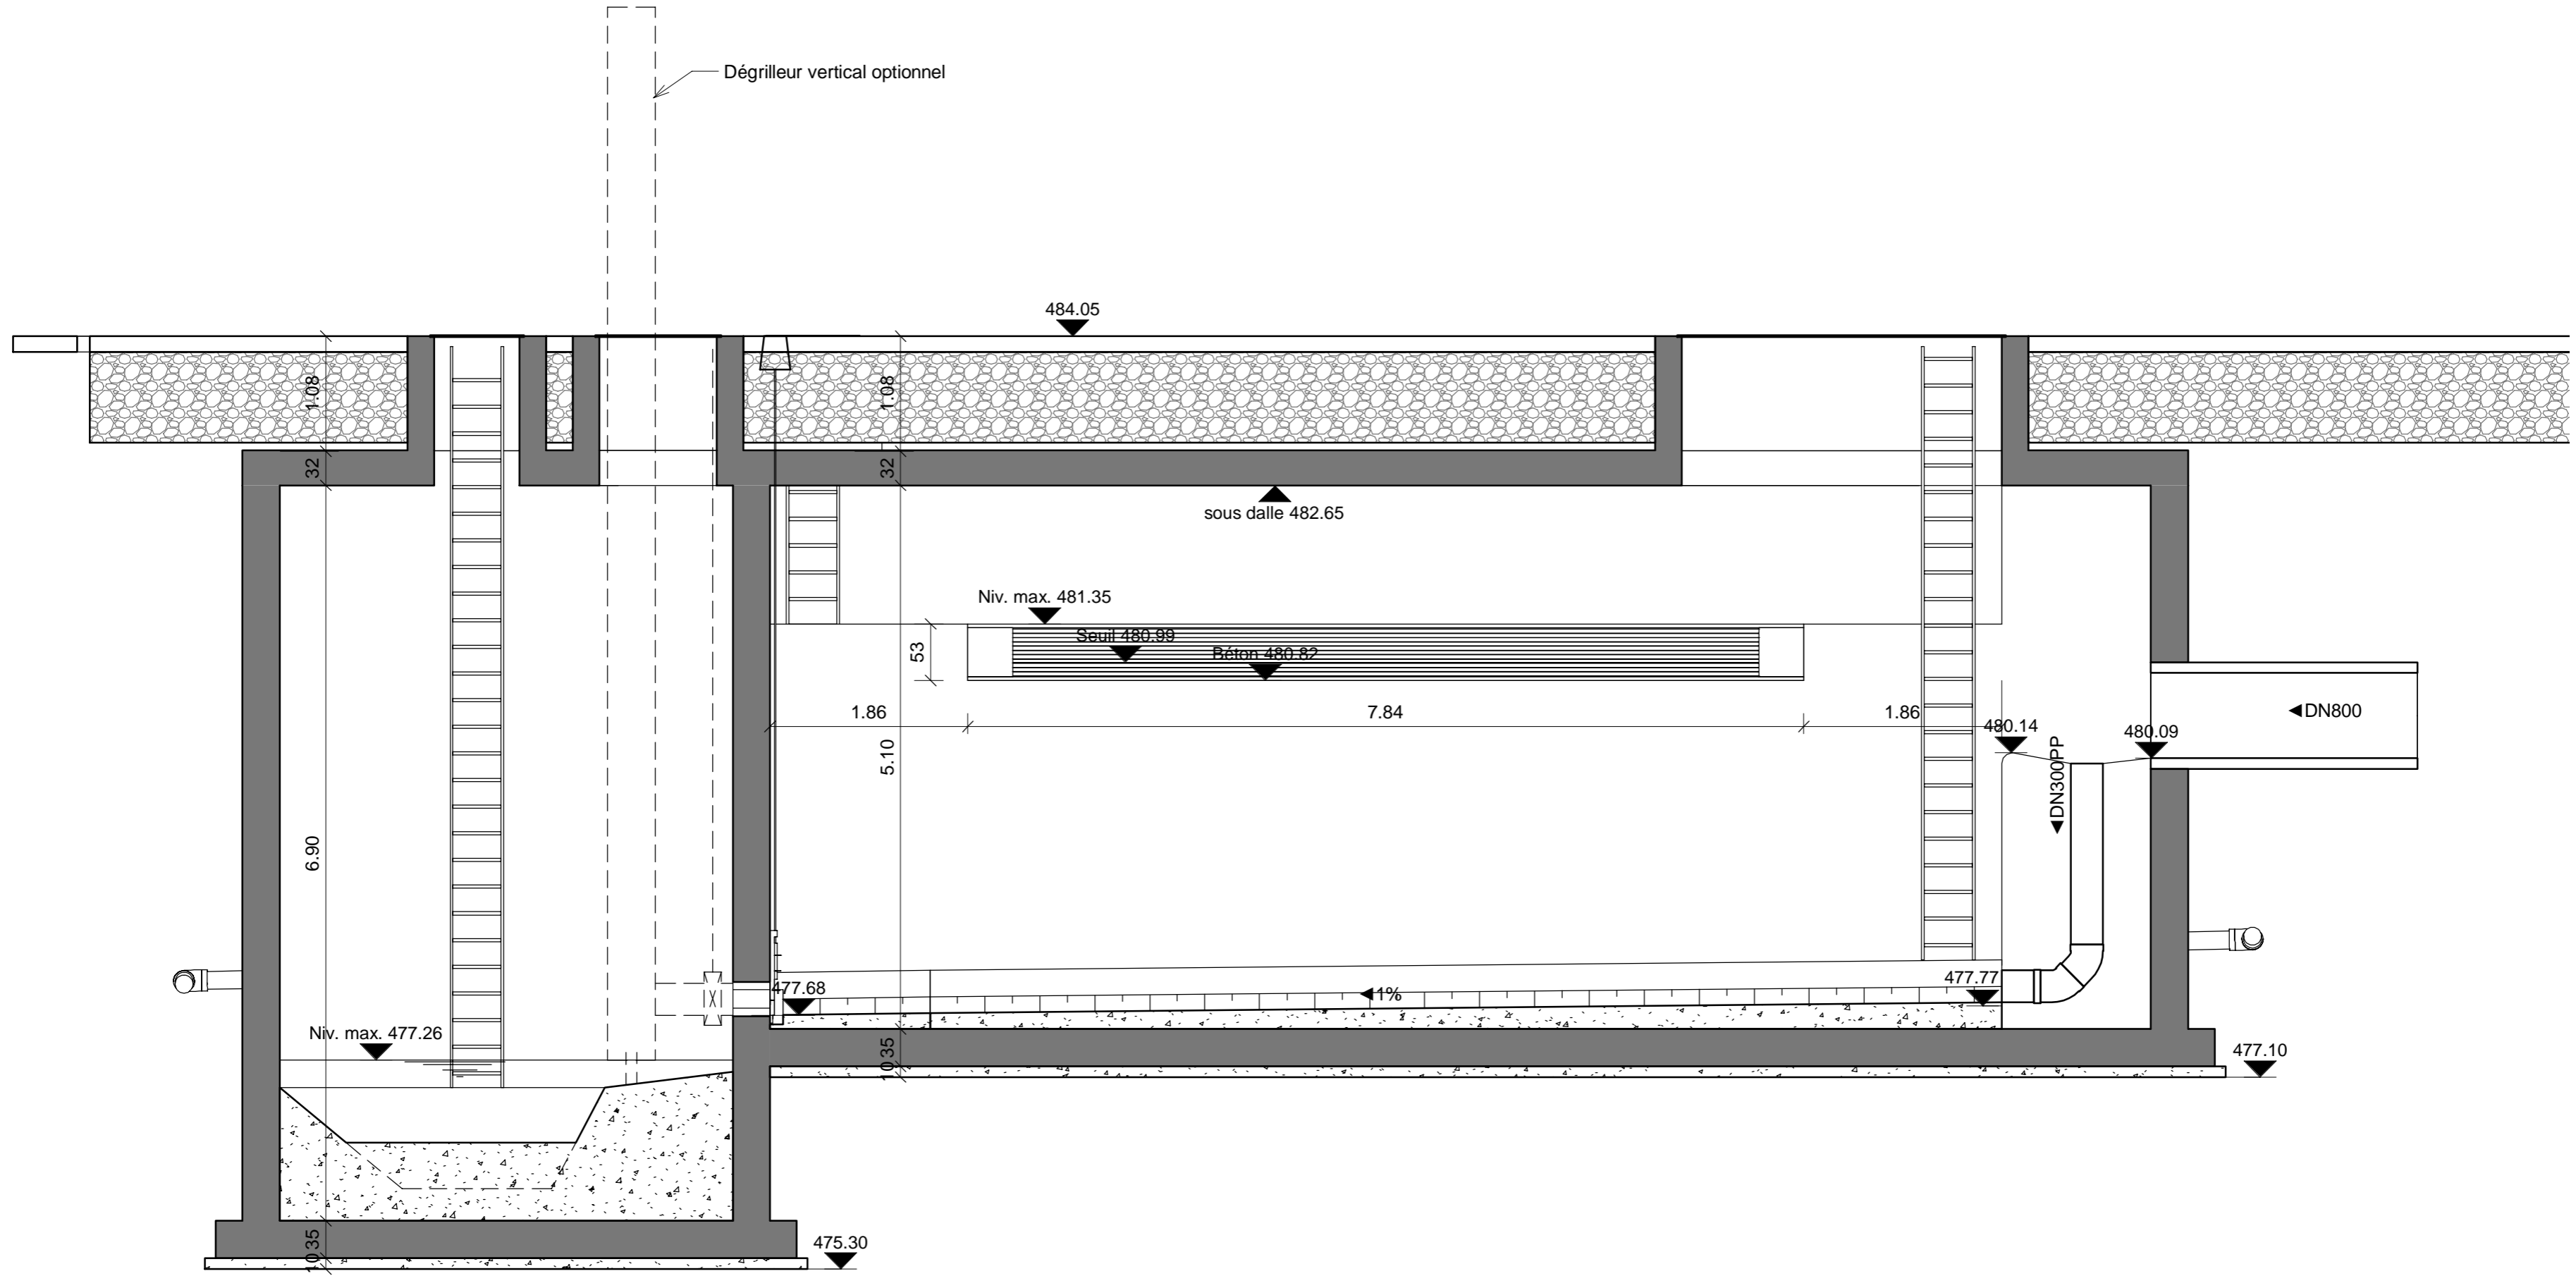 Dégrilleur vertical optionnel
484.05
1.08
1.08
32
32
sous dalle 482.65
Niv. max. 481.35
Seuil 480.99
53
Béton 480.82
1.86
7.84
1.86
◄DN800
480.14
480.09
5.10
◄DN300PP
6.90
477.68
◄1%
477.77
Niv. max. 477.26
35
10
477.10
35
10
475.30